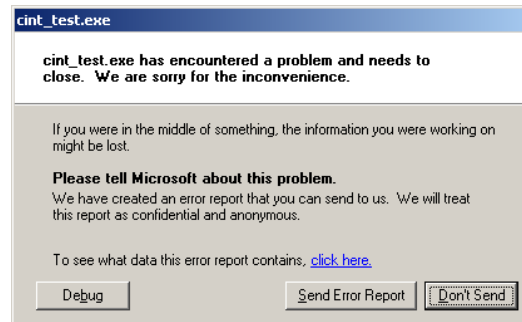 cint_test.exe
cint_test.exe has encountered a problem and needs to
close.  We are sorry for the inconvenience.
If you were in the middle of something, the information you were working on
might be lost.
Please tell Microsoft about this problem.
We have created an error report that you can send to us.  We will treat
this report as confidential and anonymous.
To see what data this error report contains, click here.
Debug
Send Error Report
Don't Send